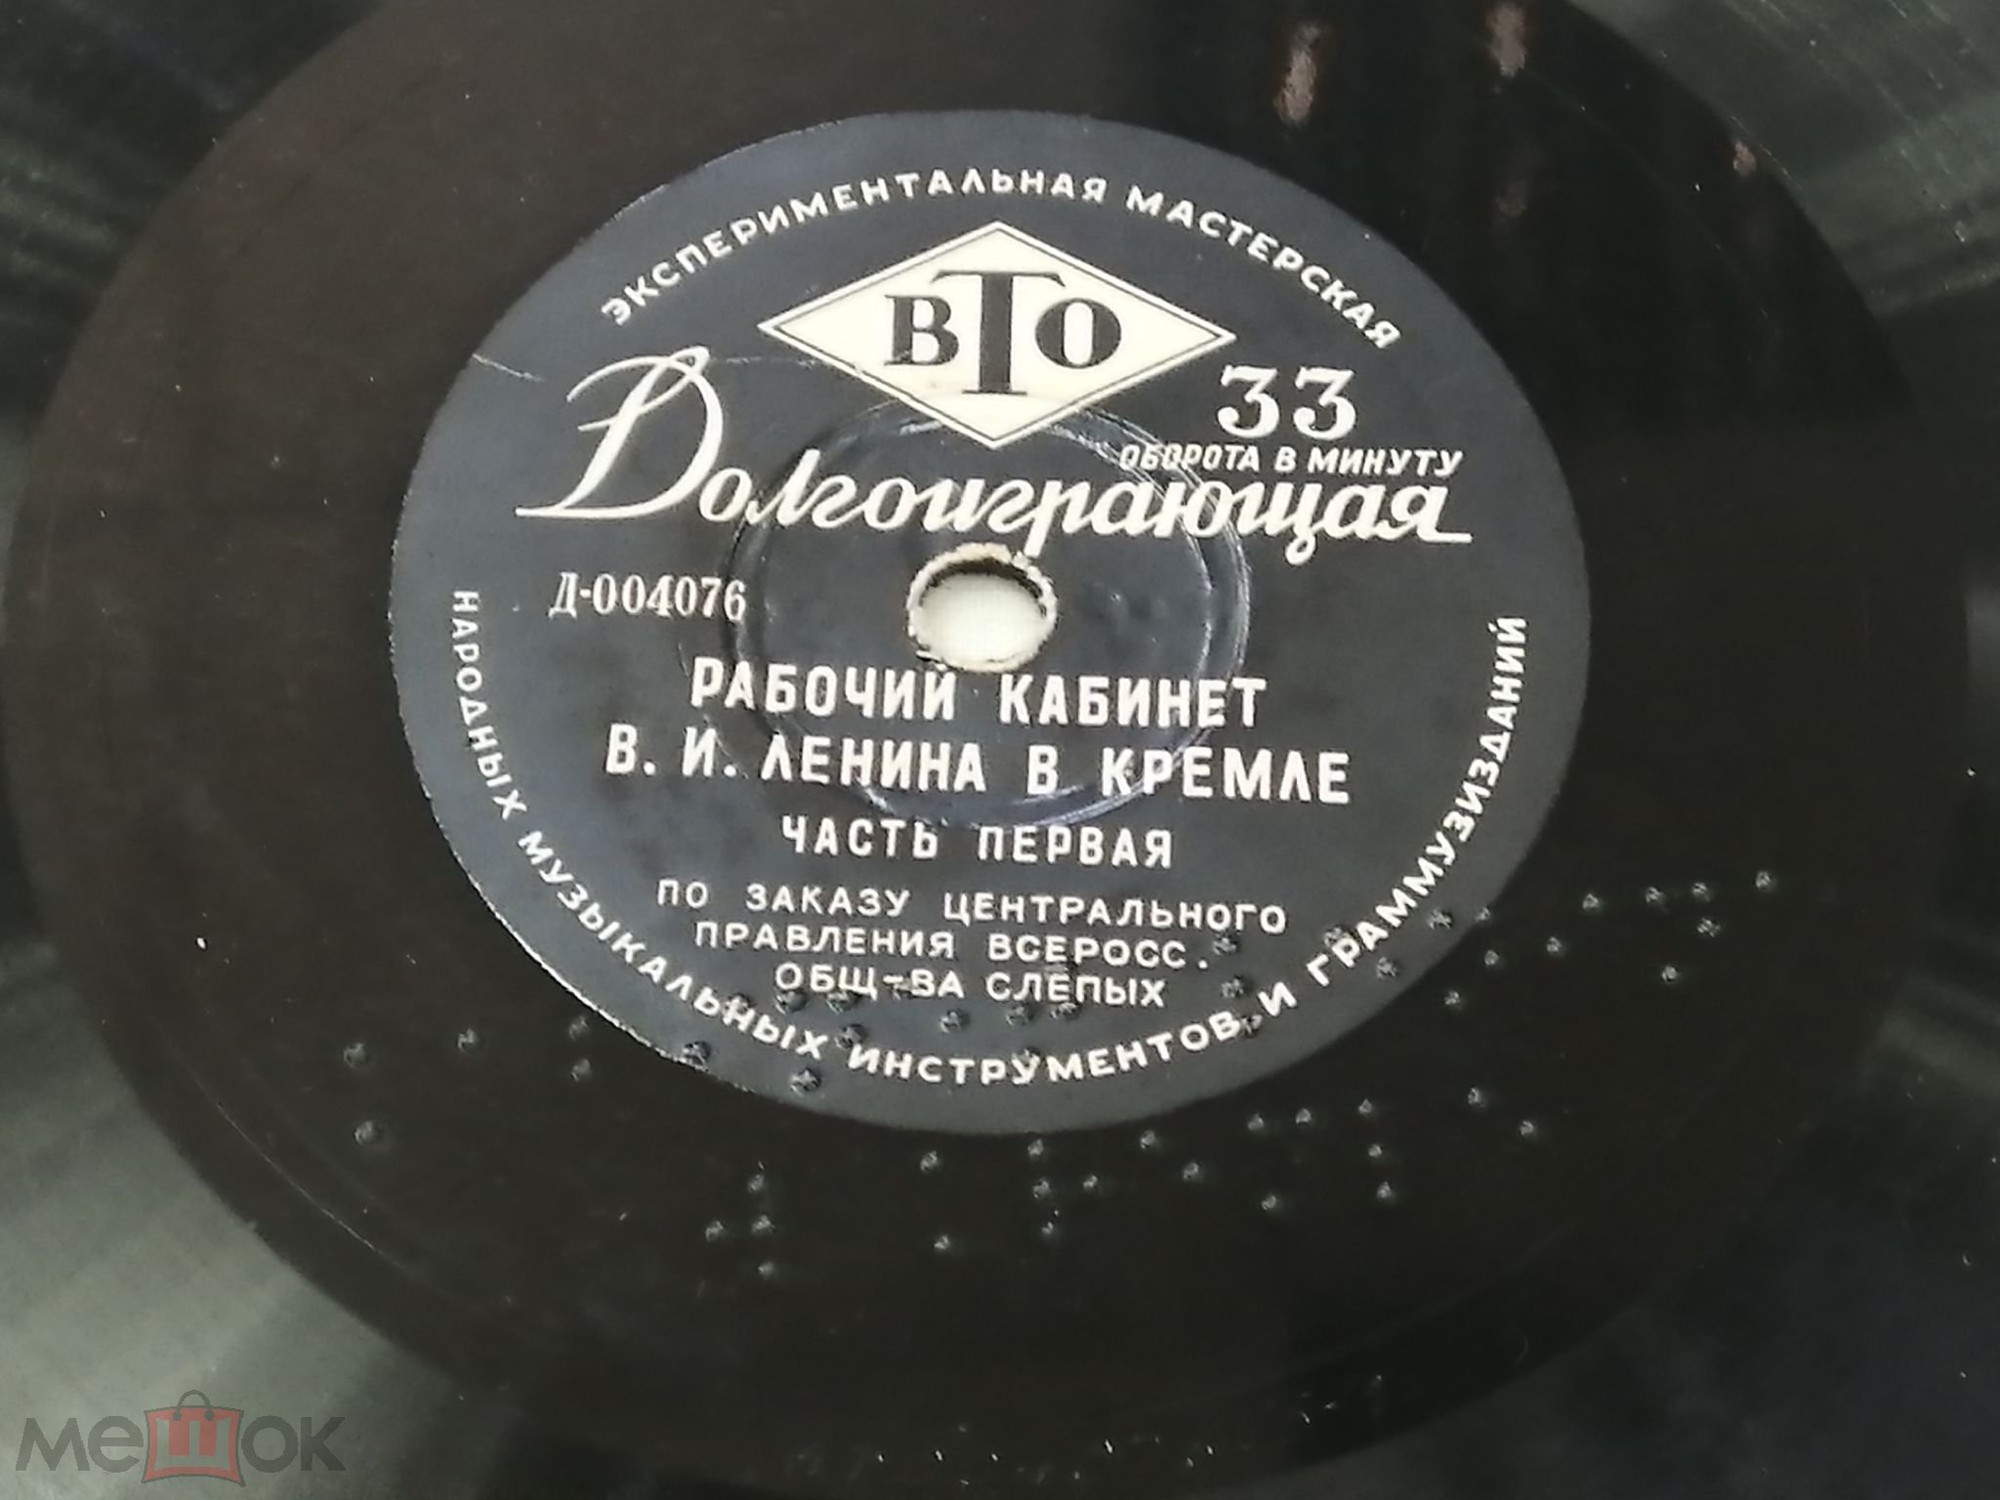 ЭКСПЕРИМЕНТАЛЬНАЯ МАСТЕРСКАЯ
ВТО
33
ОБОРОТА В МИНУТУ
Долгоиграющая
Д-004076
РАБОЧИЙ КАБИНЕТ
В. И. ЛЕНИНА В КРЕМЛЕ
ЧАСТЬ ПЕРВАЯ
ПО ЗАКАЗУ ЦЕНТРАЛЬНОГО
ПРАВЛЕНИЯ ВСЕРОСС.
ОБЩ-ВА СЛЕПЫХ
НАРОДНЫХ МУЗЫКАЛЬНЫХ ИНСТРУМЕНТОВ И ГРАММУЗИЗДАНИЙ
мешок